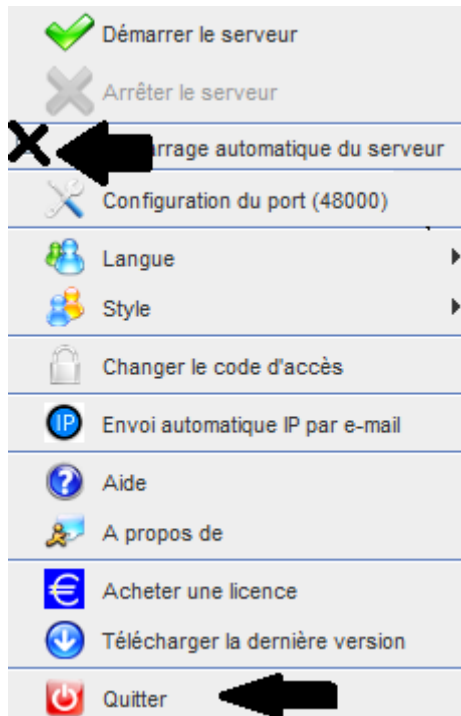 Démarrer le serveur
Arrêter le serveur
automatique du serveur
Configuration du port (48000)
Langue
Style
Changer le code d'accès
IP Envoi automatique IP par e-mail
? Aide
A propos de
€ Acheter une licence
Télécharger la dernière version
Quitter